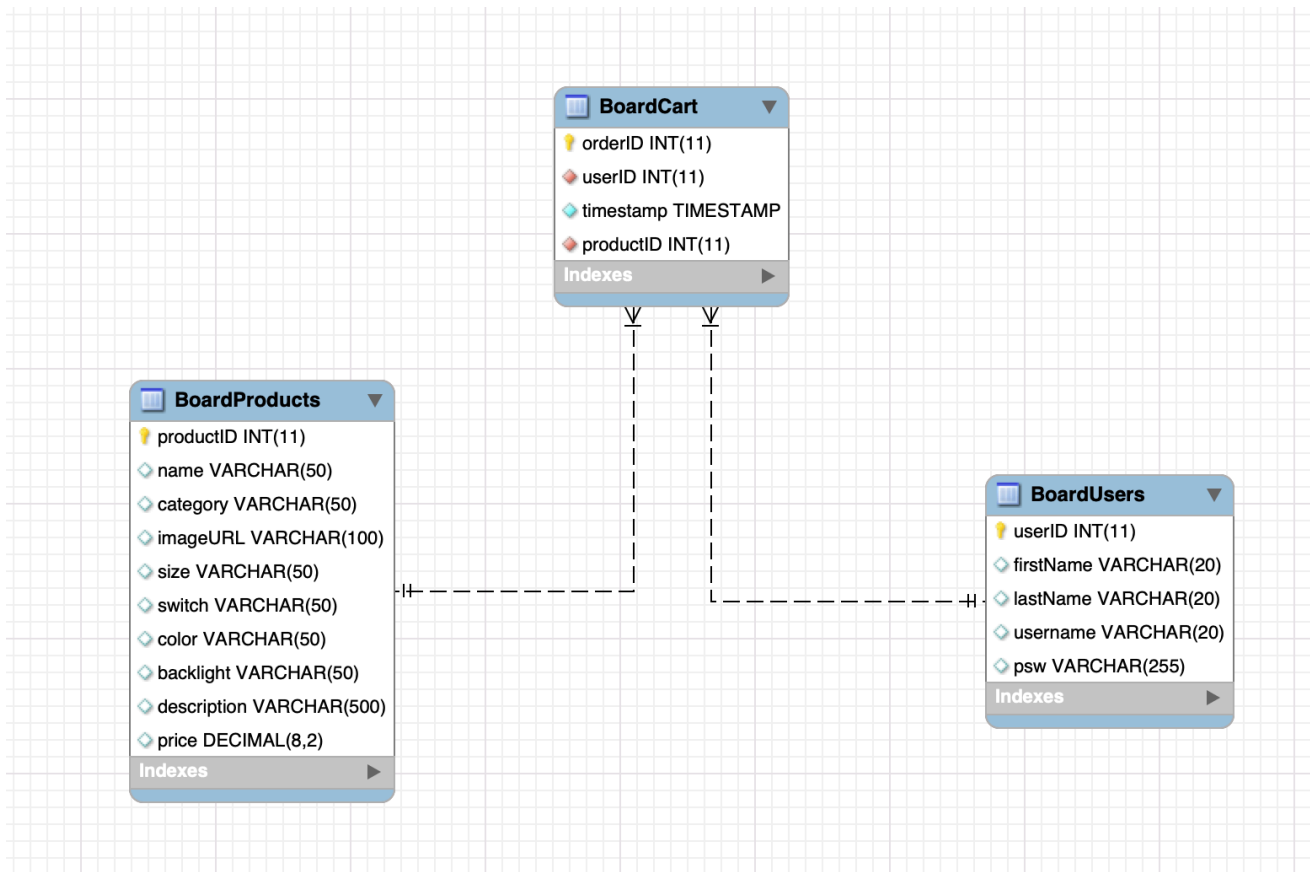 BoardCart
orderID INT(11)
userID INT(11)
timestamp TIMESTAMP
productID INT(11)
Indexes
BoardProducts
productID INT(11)
name VARCHAR(50)
category VARCHAR(50)
imageURL VARCHAR(100)
size VARCHAR(50)
switch VARCHAR(50)
color VARCHAR(50)
backlight VARCHAR(50)
description VARCHAR(500)
price DECIMAL(8,2)
Indexes
BoardUsers
userID INT(11)
firstName VARCHAR(20)
lastName VARCHAR(20)
username VARCHAR(20)
psw VARCHAR(255)
Indexes